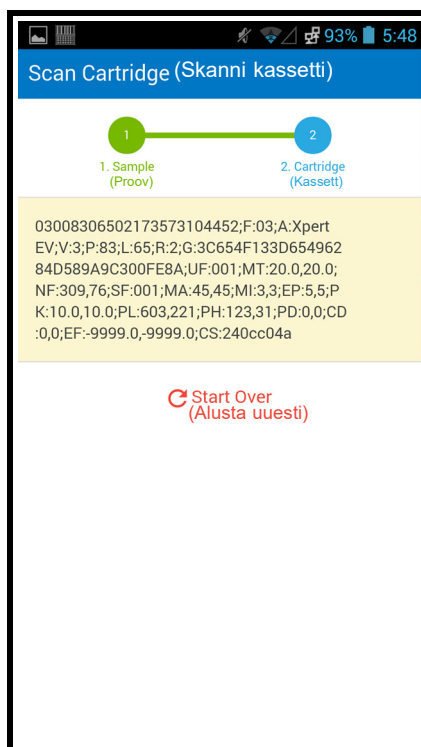 93% 5:48
Scan Cartridge (Skanni kassetti)
1 2
1. Sample 2. Cartridge
(Proov) (Kassett)
03008306502173573104452;F:03;A:Xpert
EV;V:3;P:83;L:65;R:2;G:3C654F133D654962
84D589A9C300FE8A;UF:001;MT:20.0,20.0;
NF:309,76;SF:001;MA:45,45;MI:3,3;EP:5,5;P
K:10.0,10.0;PL:603,221;PH:123,31;PD:0,0;CD
:0,0;EF:-9999.0,-9999.0;CS:240cc04a
Start Over
(Alusta uuesti)